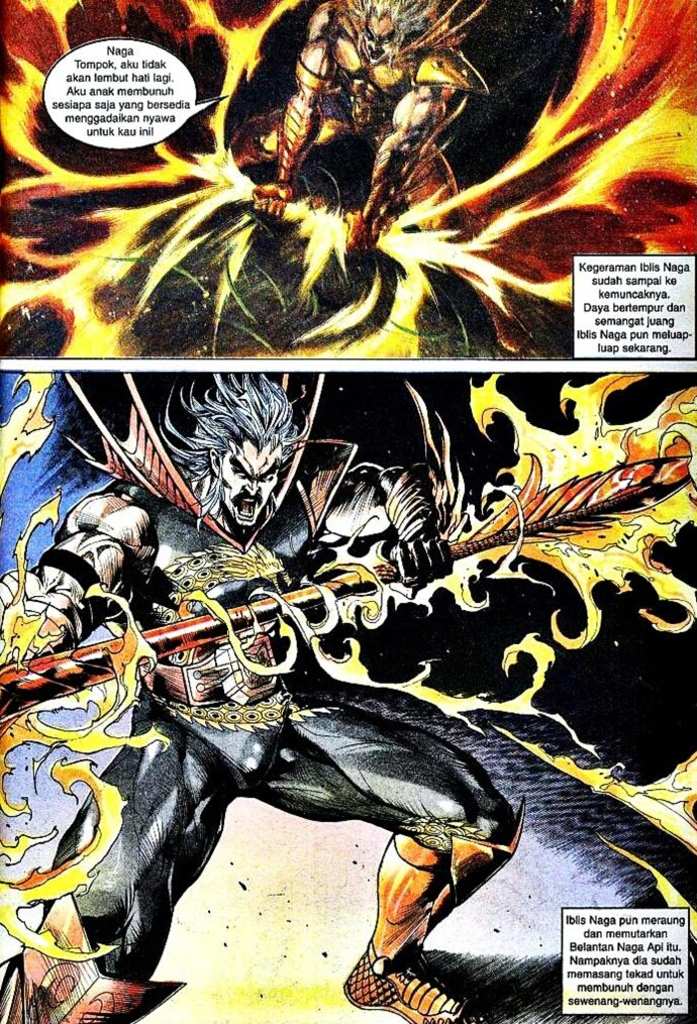 Naga
Tompok, aku tidak
akan lembut hati lagi.
Aku anak membunuh
sesiapa saja yang bersedia
menggadaikan nyawa
untuk kau ini!
Kegeraman Iblis Naga
sudah sampai ke
kemuncaknya.
Daya bertempur dan
semangat juang
Iblis Naga pun meluap-
luap sekarang.
Iblis Naga pun meraung
dan memutarkan
Belantan Naga Api itu.
Nampaknya dia sudah
memasang tekad untuk
membunuh dengan
sewenang-wenangnya.